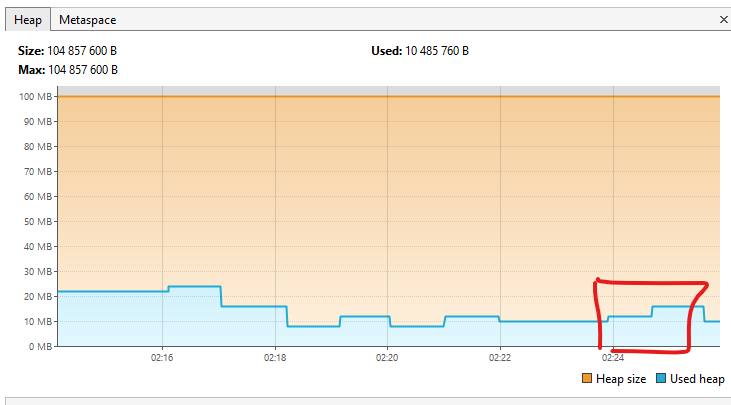 Heap Metaspace ×
Size: 104 857 600 B Used: 10 485 760 B
Max: 104 857 600 B
100 MB
90 MB
80 MB
70 MB
60 MB
50 MB
40 MB
30 MB
20 MB
10 MB
0 MB
02:16 02:18 02:20 02:22 02:24
Heap size Used heap